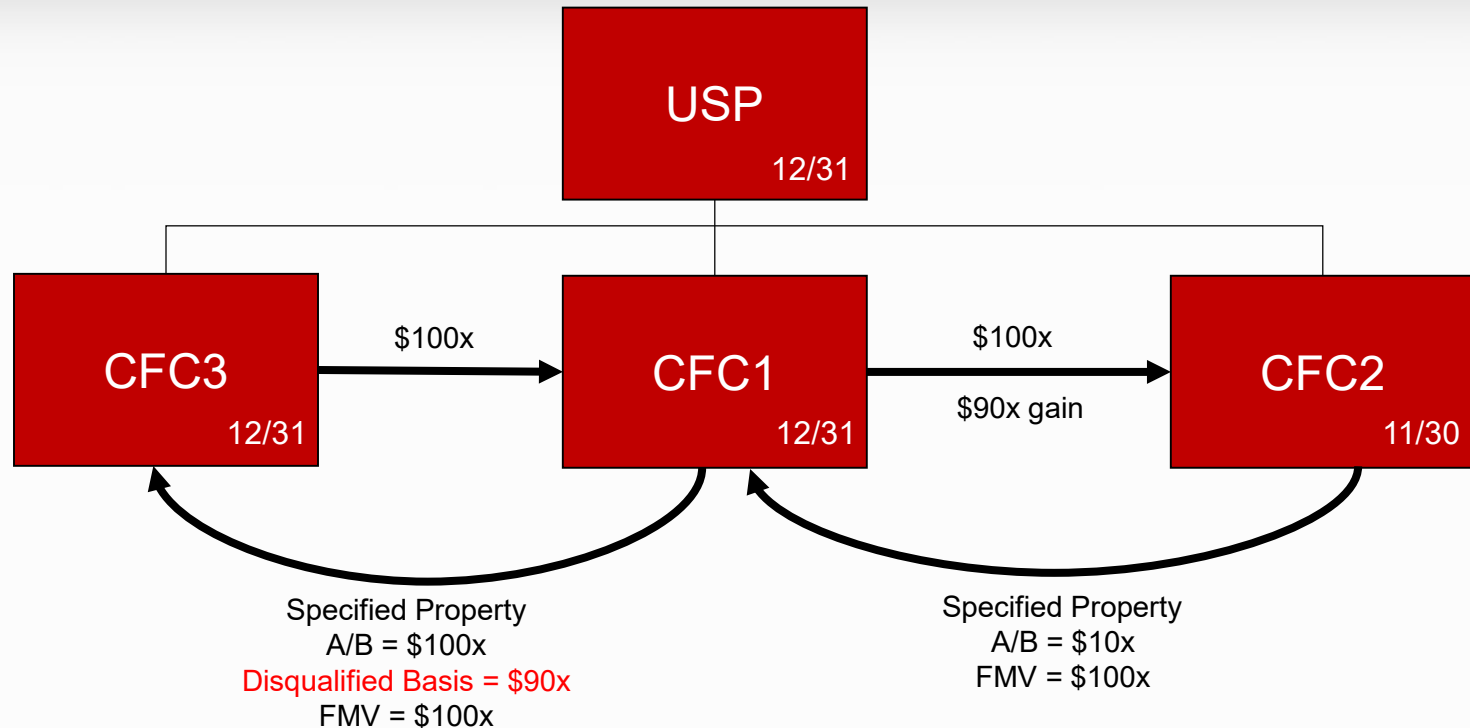 USP
12/31
CFC3
12/31
$100x
CFC1
12/31
$100x
$90x gain
CFC2
11/30
Specified Property
A/B = $100x
Disqualified Basis = $90x
FMV = $100x
Specified Property
A/B = $10x
FMV = $100x